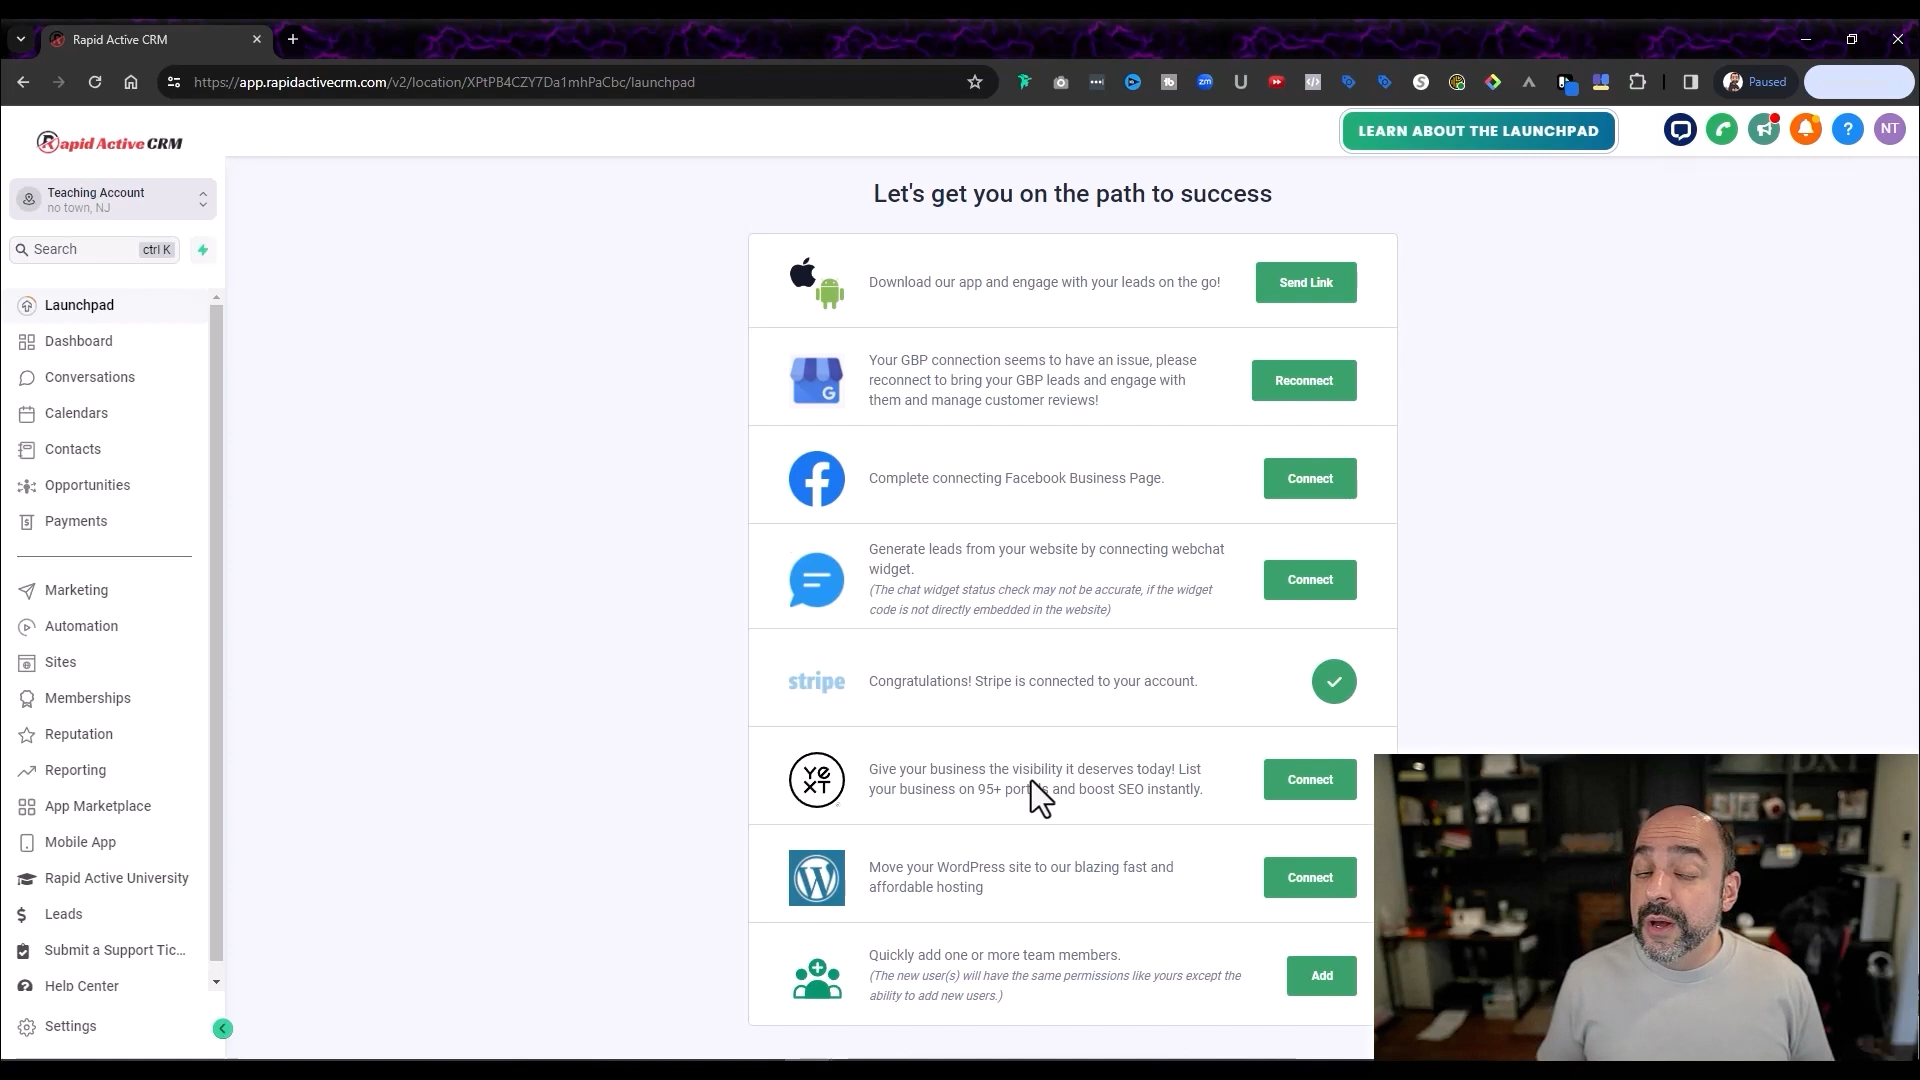 Rapid Active CRM
https://app.rapidactivecrm.com/v2/location/XPtPB4CZY7Da1mhPaCbc/launchpad
Paused
Rapid Active CRM
LEARN ABOUT THE LAUNCHPAD
NT
Teaching Account
no town, NJ
Search
ctrl K
Launchpad
Dashboard
Conversations
Calendars
Contacts
Opportunities
Payments
Marketing
Automation
Sites
Memberships
Reputation
Reporting
App Marketplace
Mobile App
Rapid Active University
Leads
Submit a Support Tic...
Help Center
Settings
Let's get you on the path to success
Download our app and engage with your leads on the go!
Send Link
Your GBP connection seems to have an issue, please
reconnect to bring your GBP leads and engage with
them and manage customer reviews!
Reconnect
Complete connecting Facebook Business Page.
Connect
Generate leads from your website by connecting webchat
widget.
(The chat widget status check may not be accurate, if the widget
code is not directly embedded in the website)
Connect
stripe
Congratulations! Stripe is connected to your account.
YEXT
Give your business the visibility it deserves today! List
your business on 95+ portals and boost SEO instantly.
Connect
Move your WordPress site to our blazing fast and
affordable hosting
Connect
Quickly add one or more team members.
(The new user(s) will have the same permissions like yours except the
ability to add new users.)
Add